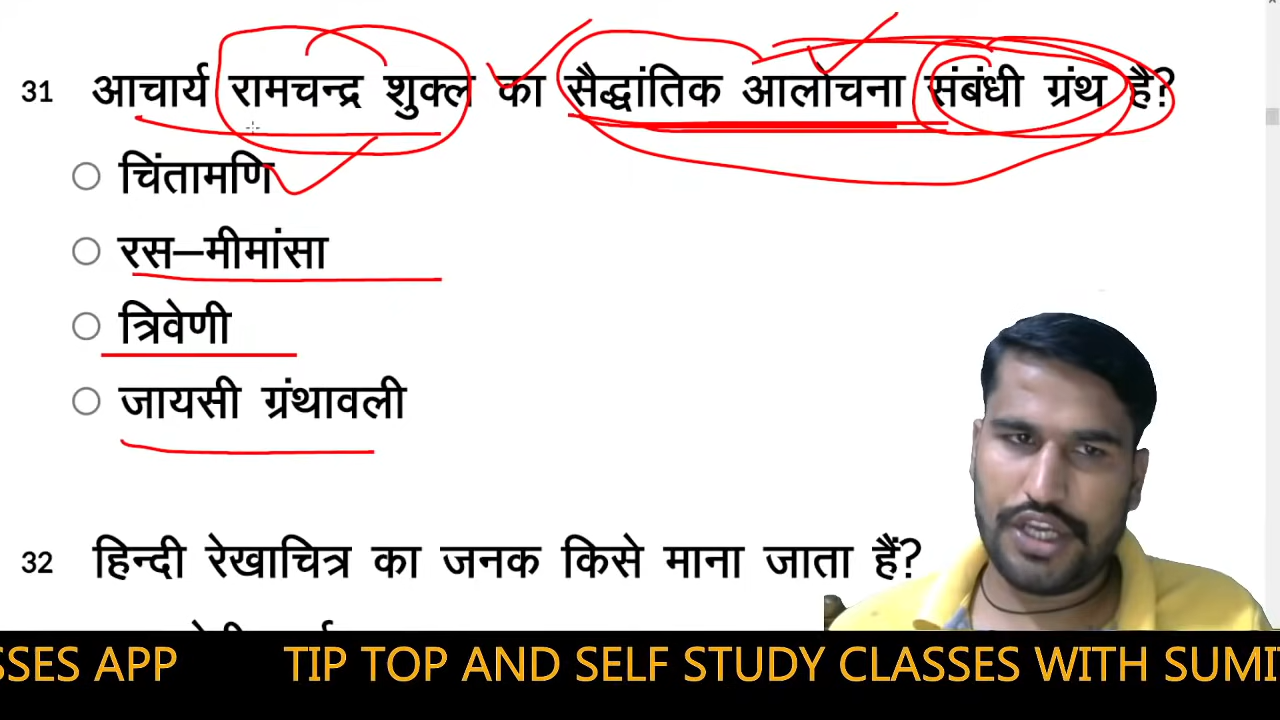 31 आचार्य रामचन्द्र शुक्ल का सैद्धांतिक आलोचना संबंधी ग्रंथ है?
चिंतामणि
रस–मीमांसा
त्रिवेणी
जायसी ग्रंथावली
32 हिन्दी रेखाचित्र का जनक किसे माना जाता हैं?
SSES APP TIP TOP AND SELF STUDY CLASSES WITH SUMI